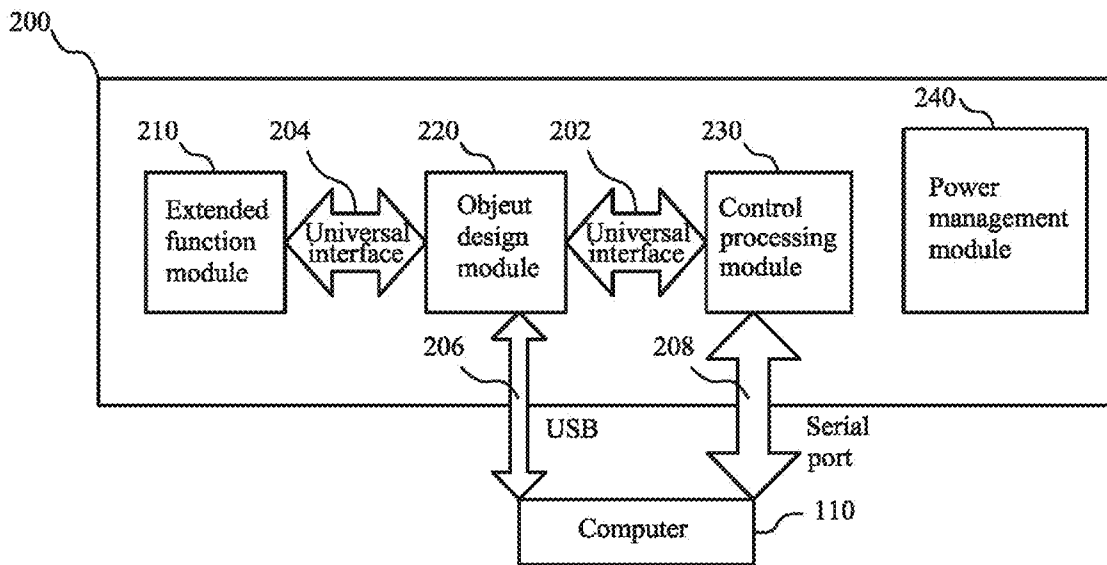 200
210
204
220
202
230
240
Extended
function
module
Universal
interface
Objeut
design
module
Universal
interface
Control
processing
module
Power
management
module
206
208
USB
Serial
port
Computer
110